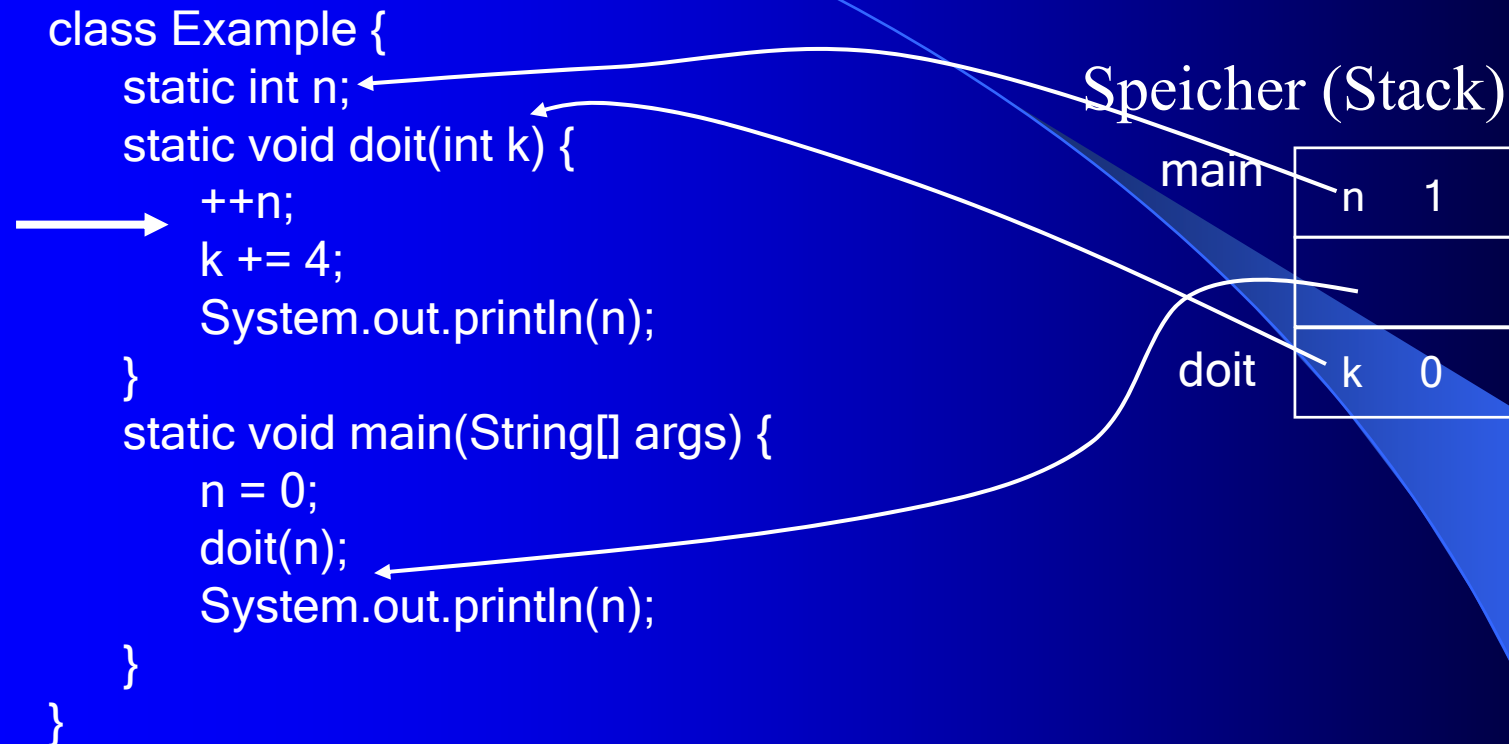 class Example {
static int n;
static void doit(int k) {
++n;
k += 4;
System.out.println(n);
}
static void main(String[] args) {
n = 0;
doit(n);
System.out.println(n);
}
}
Speicher (Stack)
main
n 1
doit
k 0